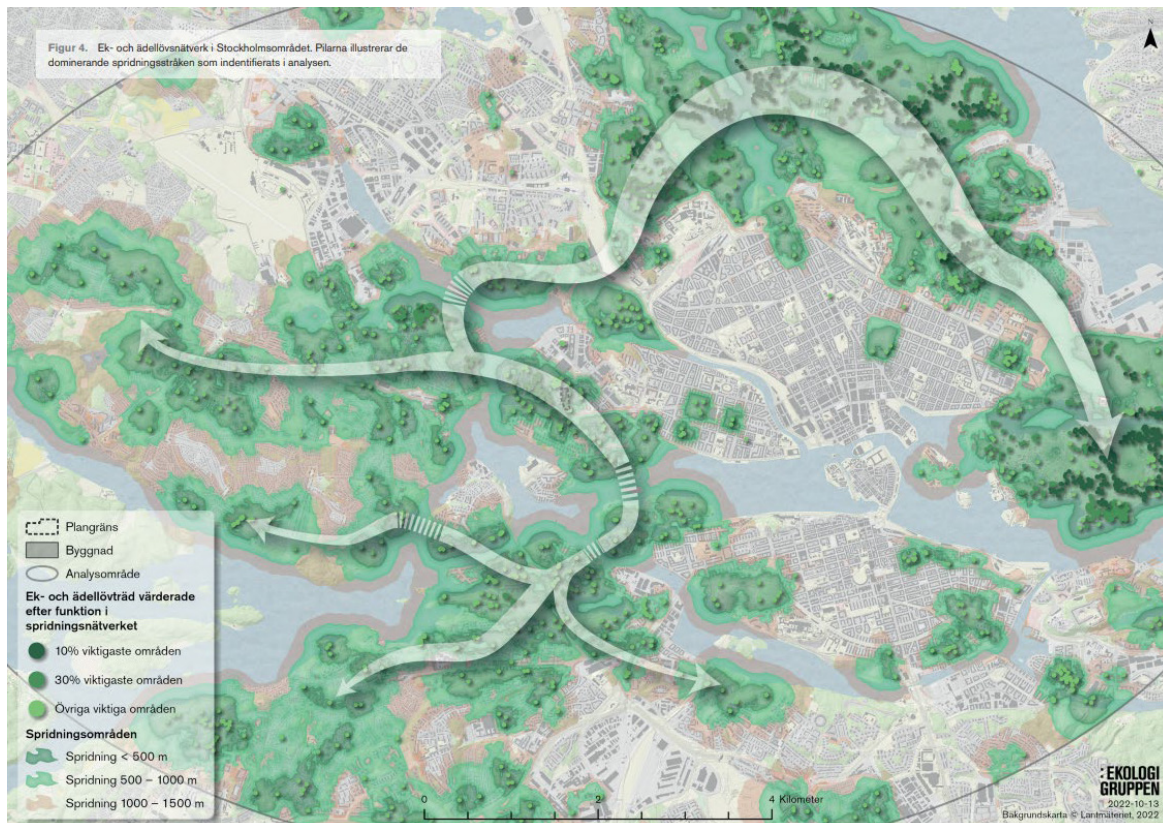 Figur 4. Ek- och ädellövsnätverk i Stockholmsområdet. Pilarna illustrerar de
dominerande spridningsstråken som indentifierats i analysen.
N
Plangräns
Byggnad
Analysområde
Ek- och ädellövträd värderade
efter funktion i
spridningsnätverket
10% viktigaste områden
30% viktigaste områden
Övriga viktiga områden
Spridningsområden
Spridning < 500 m
Spridning 500 – 1000 m
Spridning 1000 – 1500 m
0 2 4 Kilometer
:EKOLOGI
GRUPPEN
2022-10-13
Bakgrundskarta © Lantmäteriet, 2022